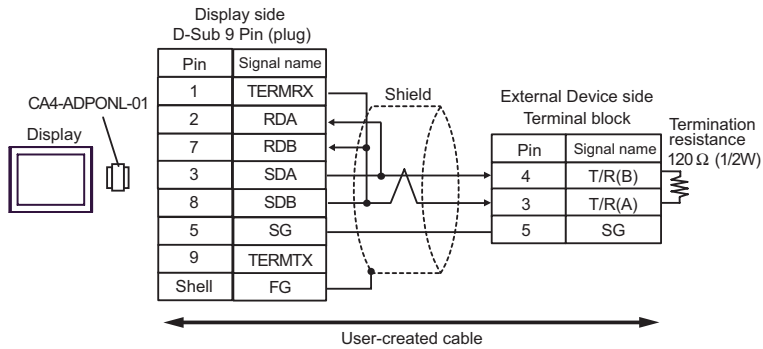 Display side
D-Sub 9 Pin (plug)
CA4-ADPONL-01
Display
Pin Signal name
1 TERMRX
2 RDA
7 RDB
3 SDA
8 SDB
5 SG
9 TERMTX
Shell FG
Shield
External Device side
Terminal block
Pin Signal name
4 T/R(B)
3 T/R(A)
5 SG
Termination
resistance
120 Ω (1/2W)
User-created cable